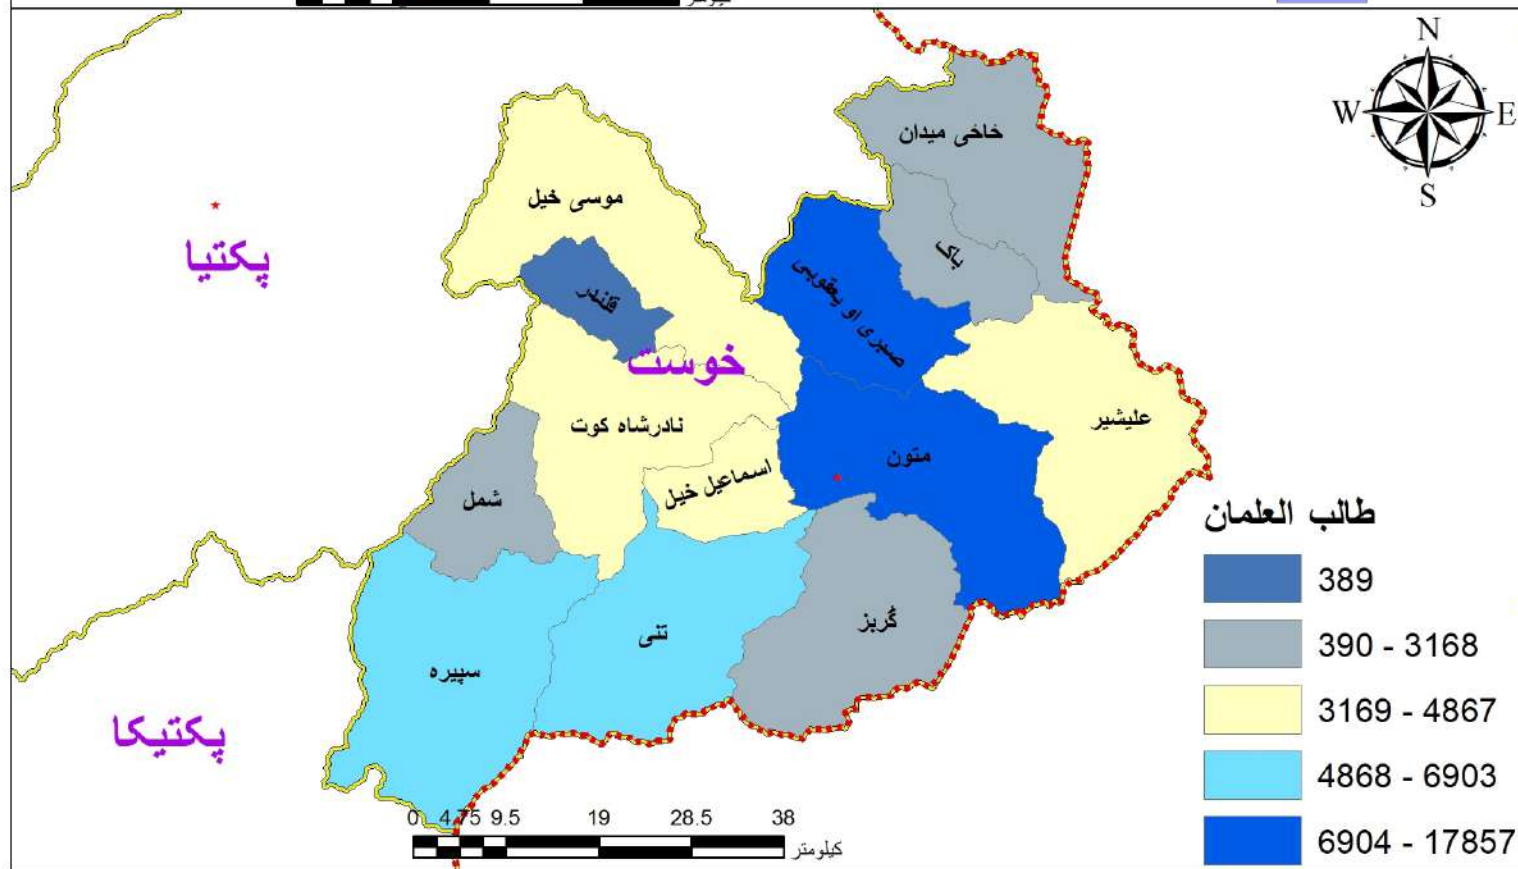 کیلومتر
N
W
E
S
خاخی میدان
موسی خیل
باک
پکتیا
قلندر
صبری او یعقوبی
خوست
علیشیر
نادرشاه کوت
متون
اسماعیل خیل
شمل
گربز
تنی
سپیره
پکتیکا
طالب العلمان
389
390 - 3168
3169 - 4867
4868 - 6903
6904 - 17857
0 4.75 9.5 19 28.5 38
کیلومتر